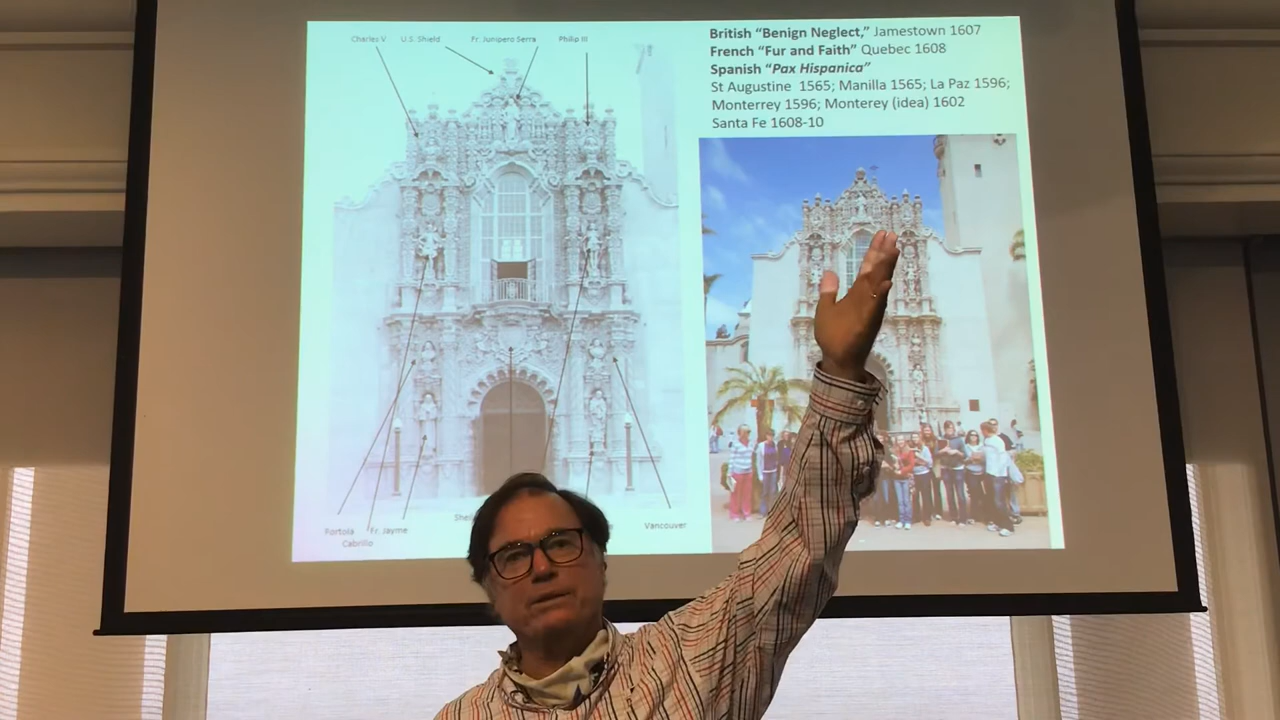 Charles V U.S. Shield Fr. Junipero Serra Philip III
British “Benign Neglect,” Jamestown 1607
French “Fur and Faith” Quebec 1608
Spanish “Pax Hispanica”
St Augustine 1565; Manilla 1565; La Paz 1596;
Monterrey 1596; Monterey (idea) 1602
Santa Fe 1608-10
Portola Fr. Jayme Vancouver
Cabrillo